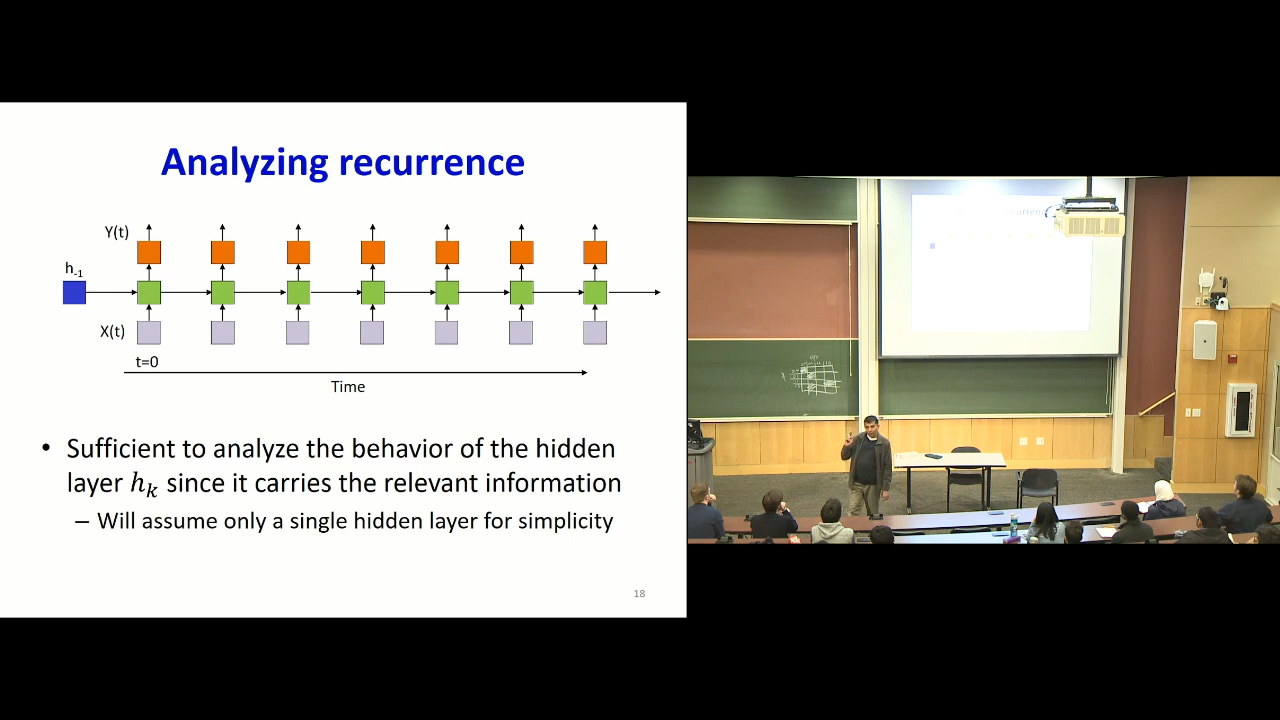 Analyzing recurrence
Y(t)
h-1
X(t)
t=0
Time
• Sufficient to analyze the behavior of the hidden
layer hk since it carries the relevant information
– Will assume only a single hidden layer for simplicity
18